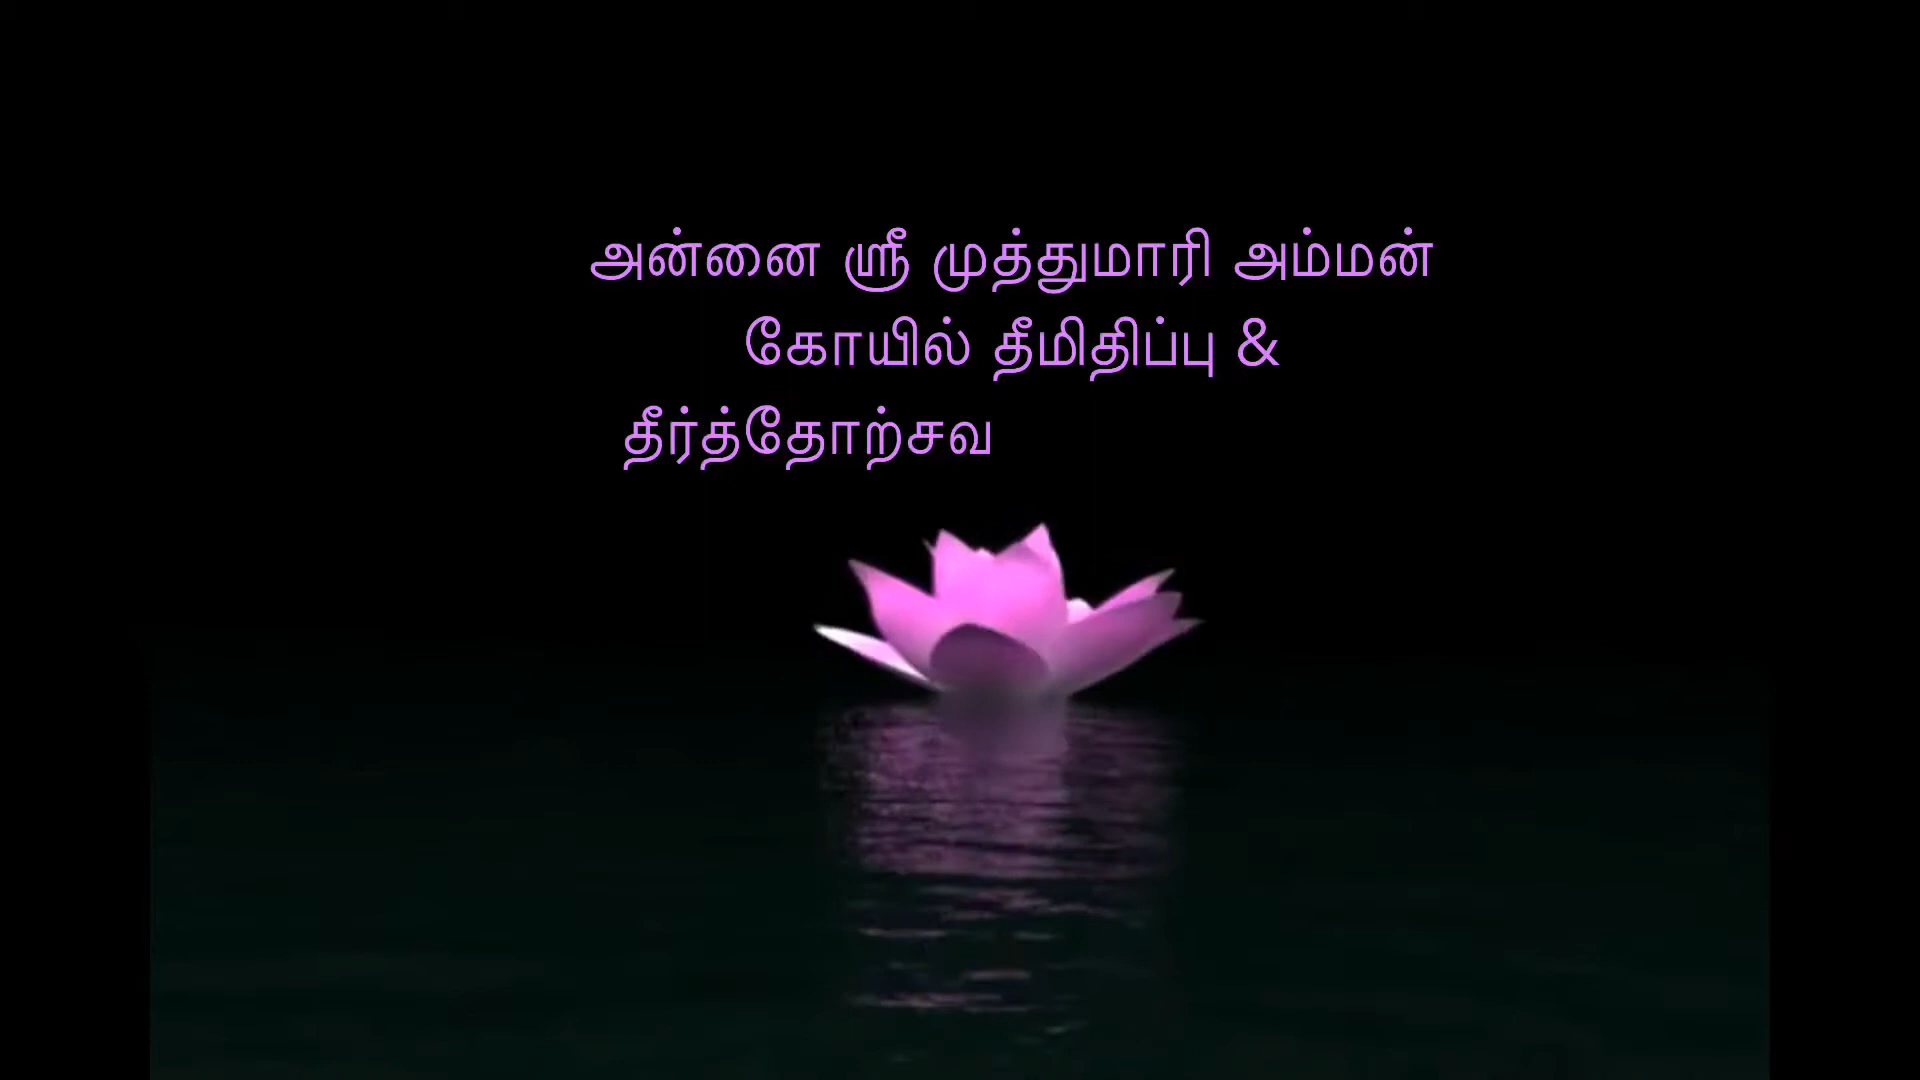 அன்னை ஸ்ரீ முத்துமாரி அம்மன்
கோயில் தீமிதிப்பு &
தீர்த்தோற்சவ